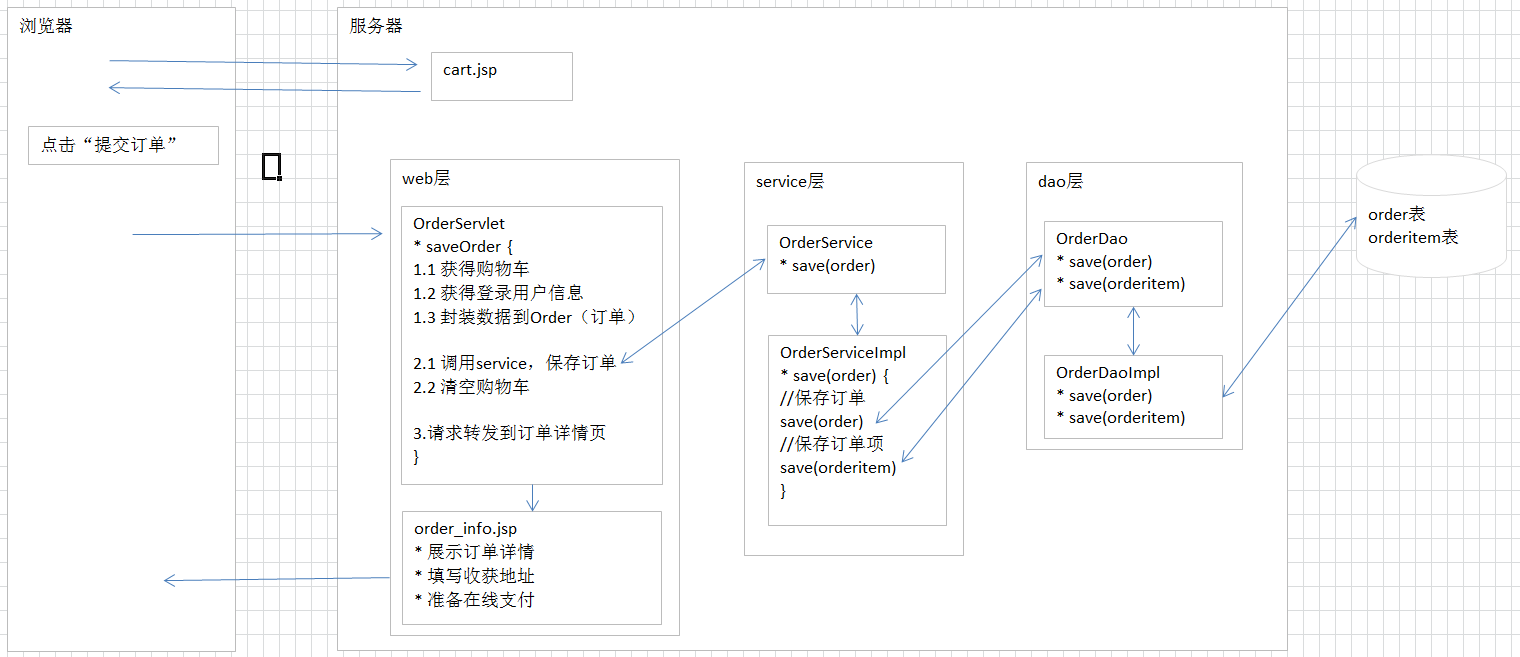 浏览器
点击“提交订单”
服务器
cart.jsp
web层
OrderServlet
* saveOrder {
1.1 获得购物车
1.2 获得登录用户信息
1.3 封装数据到Order（订单）
2.1 调用service，保存订单
2.2 清空购物车
3.请求转发到订单详情页
}
order_info.jsp
* 展示订单详情
* 填写收获地址
* 准备在线支付
service层
OrderService
* save(order)
OrderServiceImpl
* save(order) {
//保存订单
save(order)
//保存订单项
save(orderitem)
}
dao层
OrderDao
* save(order)
* save(orderitem)
OrderDaoImpl
* save(order)
* save(orderitem)
order表
orderitem表